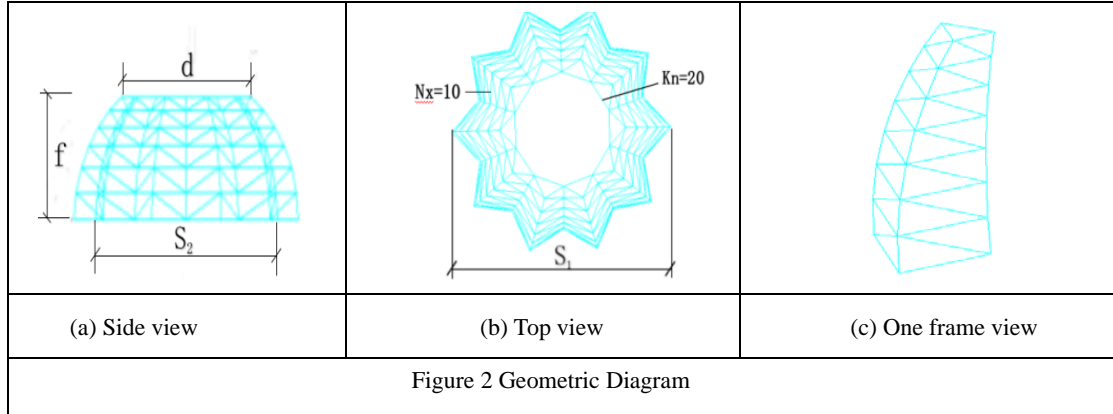 d
f
S2
Nx=10
Kn=20
S1
(a) Side view
(b) Top view
(c) One frame view
Figure 2 Geometric Diagram